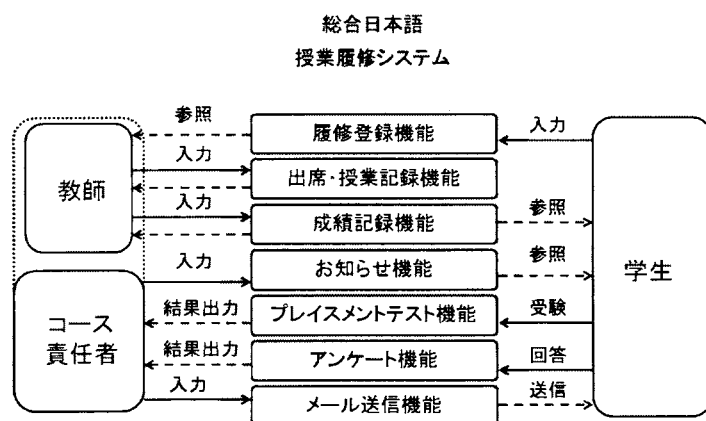 総合日本語
授業履修システム
参照
履修登録機能
入力
入力
出席・授業記録機能
教師
入力
成績記録機能
参照
入力
お知らせ機能
参照
学生
コース
責任者
結果出力
プレイスメントテスト機能
受験
結果出力
アンケート機能
回答
入力
メール送信機能
送信